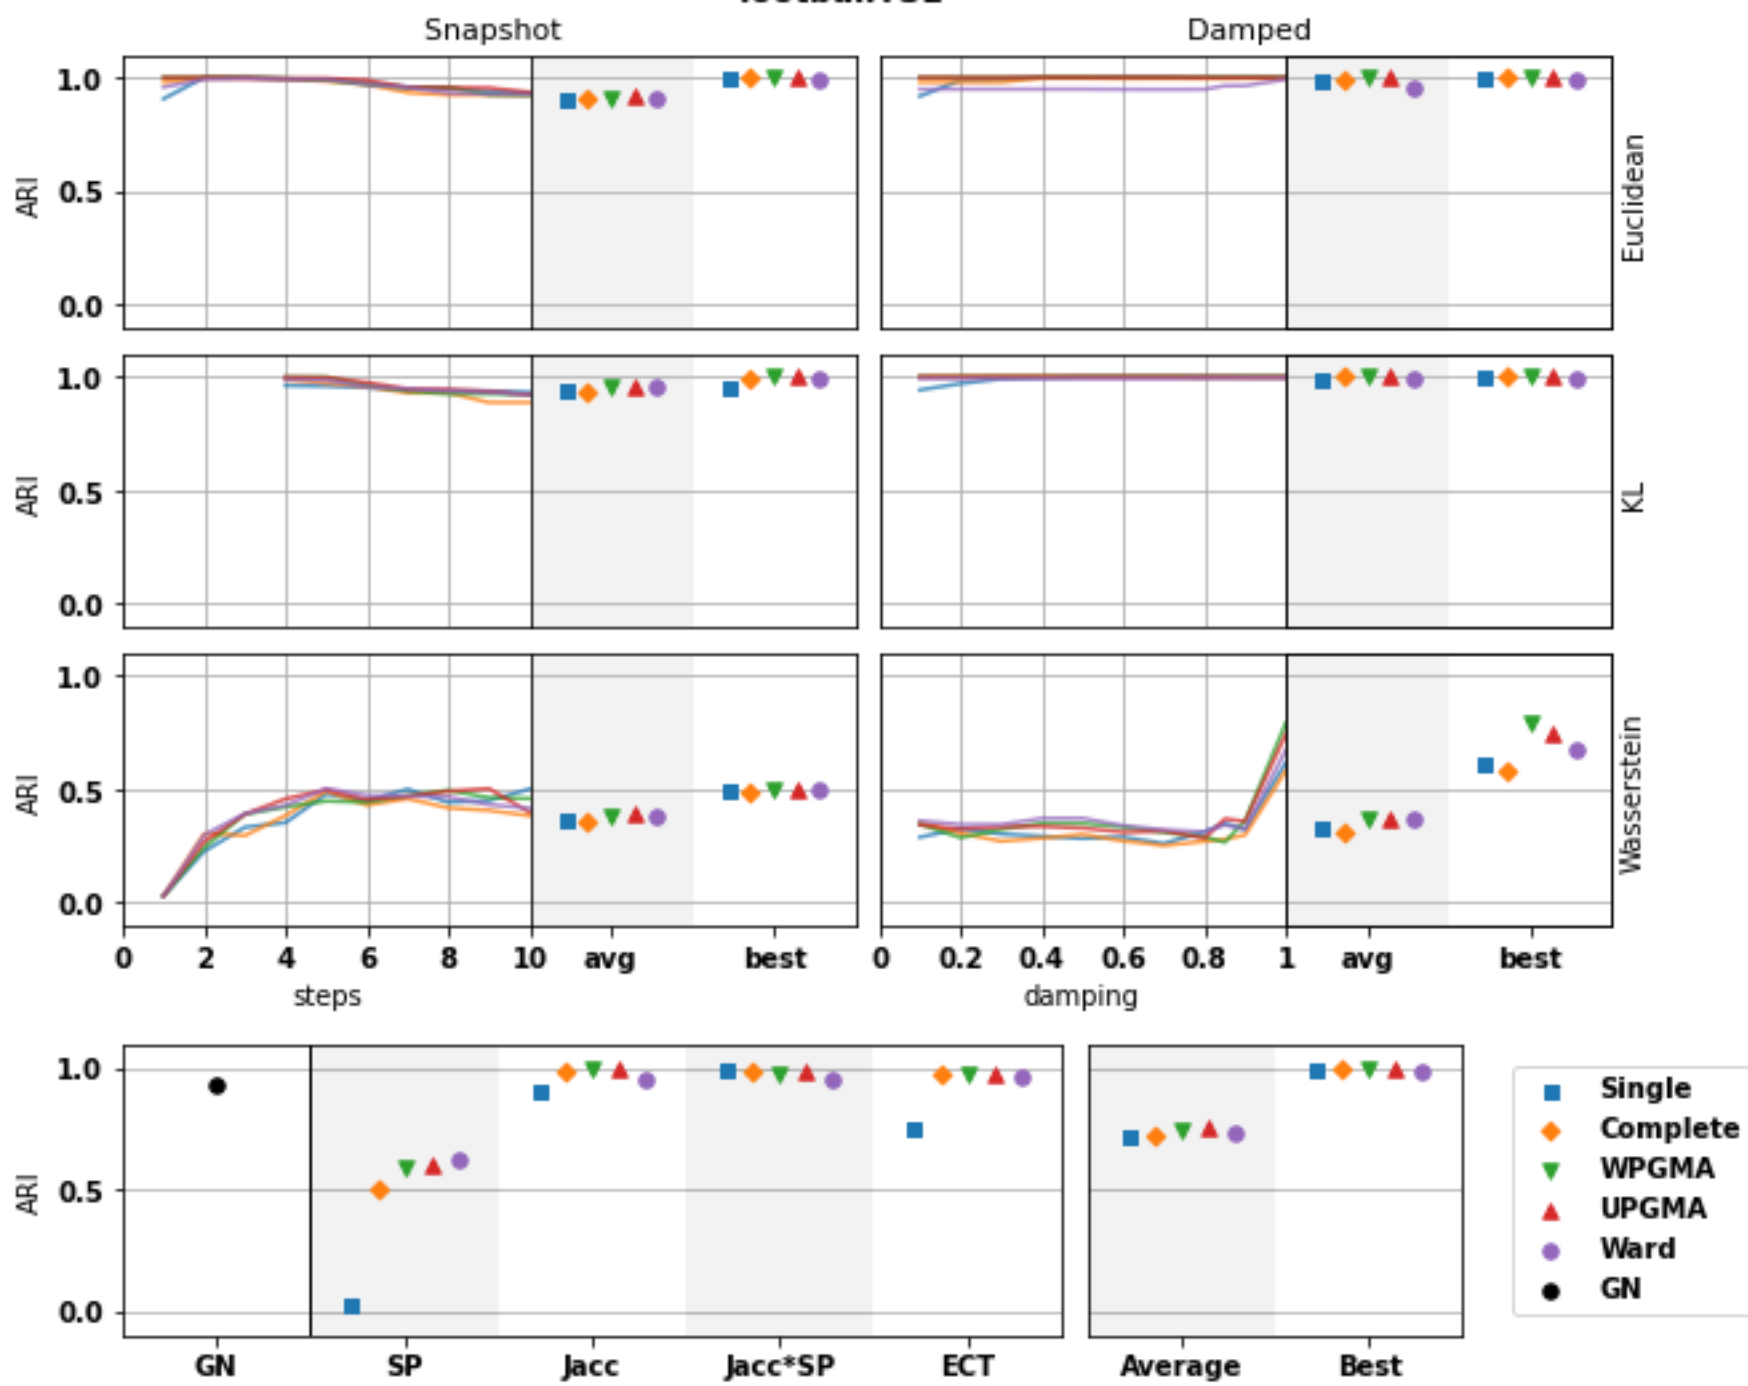 Snapshot
Damped
1.0
0.5
0.0
ARI
Euclidean
1.0
0.5
0.0
ARI
KL
1.0
0.5
0.0
ARI
Wasserstein
0 2 4 6 8 10 avg best
0 0.2 0.4 0.6 0.8 1 avg best
steps
damping
1.0
0.5
0.0
ARI
GN SP Jacc Jacc*SP ECT
Average Best
Single
Complete
WPGMA
UPGMA
Ward
GN